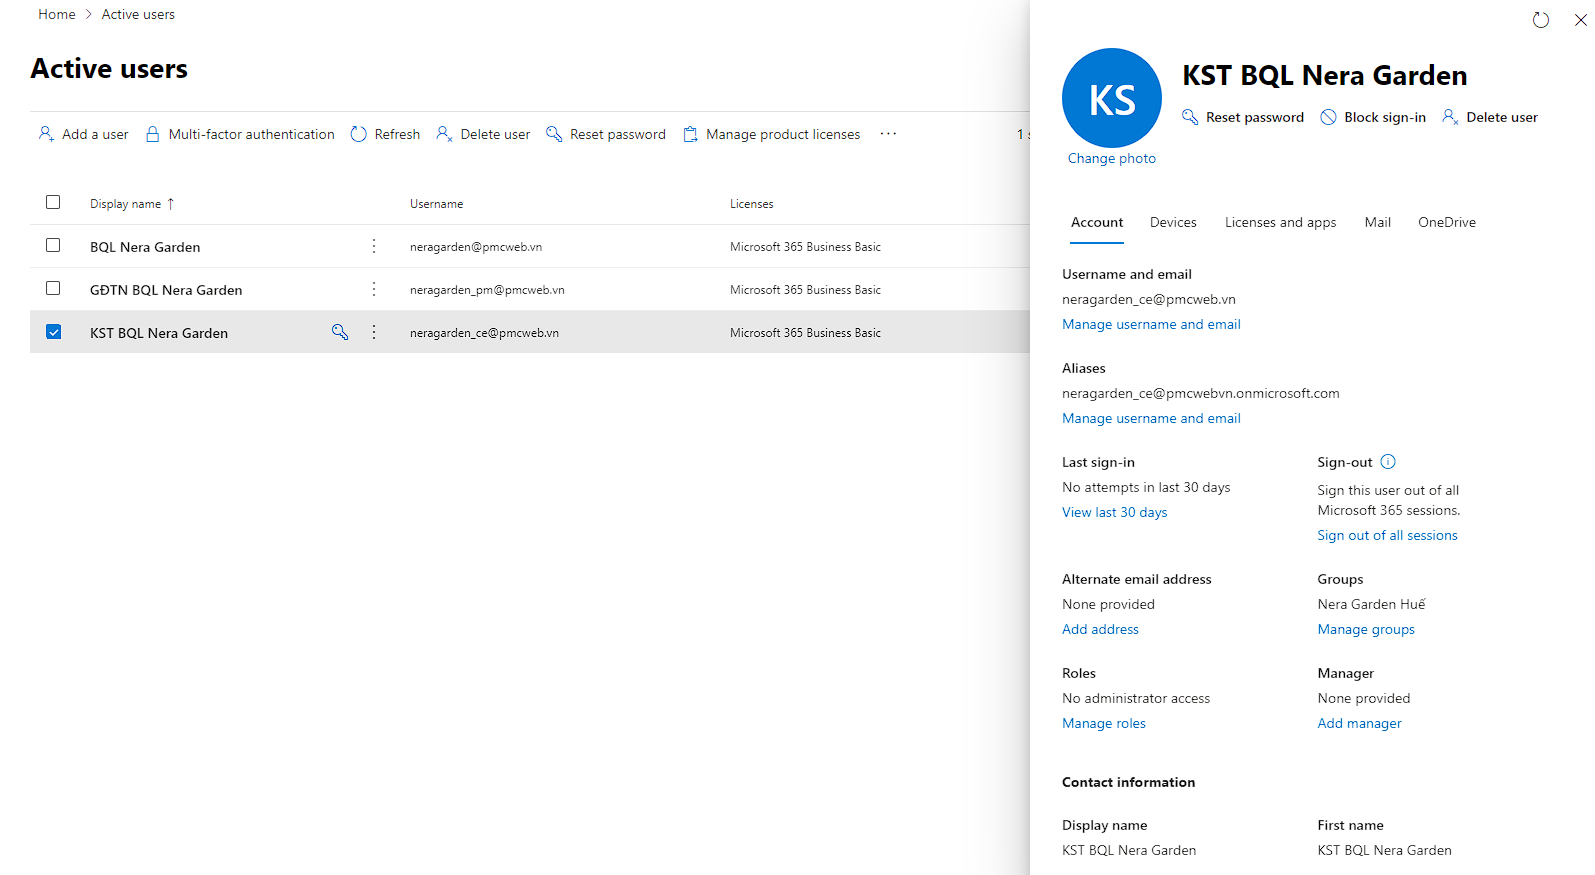 Home > Active users
Active users
Add a user Multi-factor authentication Refresh Delete user Reset password Manage product licenses ... 1
Display name ↑ Username Licenses
BQL Nera Garden neragarden@pmcweb.vn Microsoft 365 Business Basic
GĐTN BQL Nera Garden neragarden_pm@pmcweb.vn Microsoft 365 Business Basic
KST BQL Nera Garden neragarden_ce@pmcweb.vn Microsoft 365 Business Basic
KS
KST BQL Nera Garden
Reset password Block sign-in Delete user
Change photo
Account Devices Licenses and apps Mail OneDrive
Username and email
neragarden_ce@pmcweb.vn
Manage username and email
Aliases
neragarden_ce@pmcwebvn.onmicrosoft.com
Manage username and email
Last sign-in
No attempts in last 30 days
View last 30 days
Sign-out
Sign this user out of all
Microsoft 365 sessions.
Sign out of all sessions
Alternate email address
None provided
Add address
Groups
Nera Garden Huế
Manage groups
Roles
No administrator access
Manage roles
Manager
None provided
Add manager
Contact information
Display name
KST BQL Nera Garden
First name
KST BQL Nera Garden